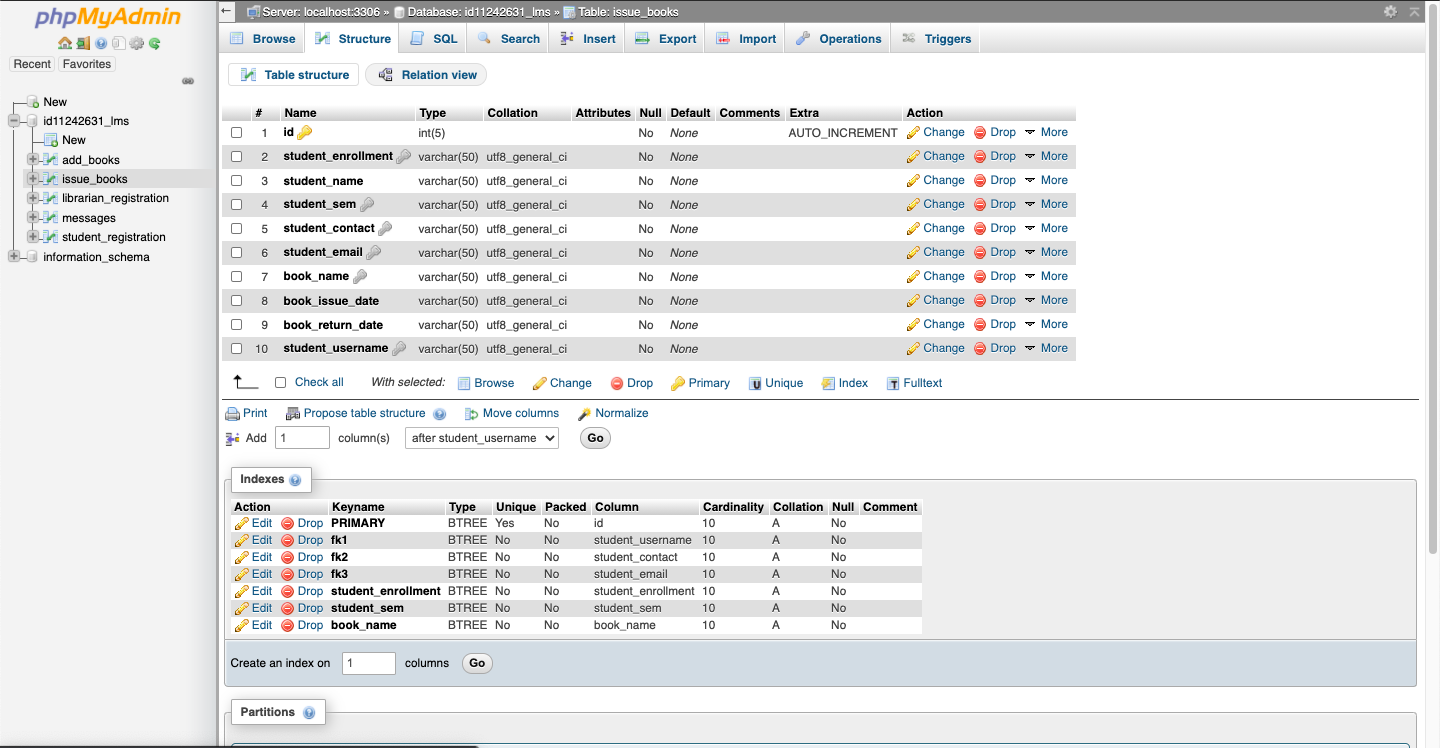 phpMyAdmin
Recent Favorites
New
id11242631_lms
New
add_books
issue_books
librarian_registration
messages
student_registration
information_schema
Server: localhost:3306 » Database: id11242631_lms » Table: issue_books
Browse Structure SQL Search Insert Export Import Operations Triggers
Table structure Relation view
# Name Type Collation Attributes Null Default Comments Extra Action
1 id int(5) No None AUTO_INCREMENT Change Drop More
2 student_enrollment varchar(50) utf8_general_ci No None Change Drop More
3 student_name varchar(50) utf8_general_ci No None Change Drop More
4 student_sem varchar(50) utf8_general_ci No None Change Drop More
5 student_contact varchar(50) utf8_general_ci No None Change Drop More
6 student_email varchar(50) utf8_general_ci No None Change Drop More
7 book_name varchar(50) utf8_general_ci No None Change Drop More
8 book_issue_date varchar(50) utf8_general_ci No None Change Drop More
9 book_return_date varchar(50) utf8_general_ci No None Change Drop More
10 student_username varchar(50) utf8_general_ci No None Change Drop More
Check all With selected: Browse Change Drop Primary Unique Index Fulltext
Print Propose table structure Move columns Normalize
Add 1 column(s) after student_username Go
Indexes
Action Keyname Type Unique Packed Column Cardinality Collation Null Comment
Edit Drop PRIMARY BTREE Yes No id 10 A No
Edit Drop fk1 BTREE No No student_username 10 A No
Edit Drop fk2 BTREE No No student_contact 10 A No
Edit Drop fk3 BTREE No No student_email 10 A No
Edit Drop student_enrollment BTREE No No student_enrollment 10 A No
Edit Drop student_sem BTREE No No student_sem 10 A No
Edit Drop book_name BTREE No No book_name 10 A No
Create an index on 1 columns Go
Partitions